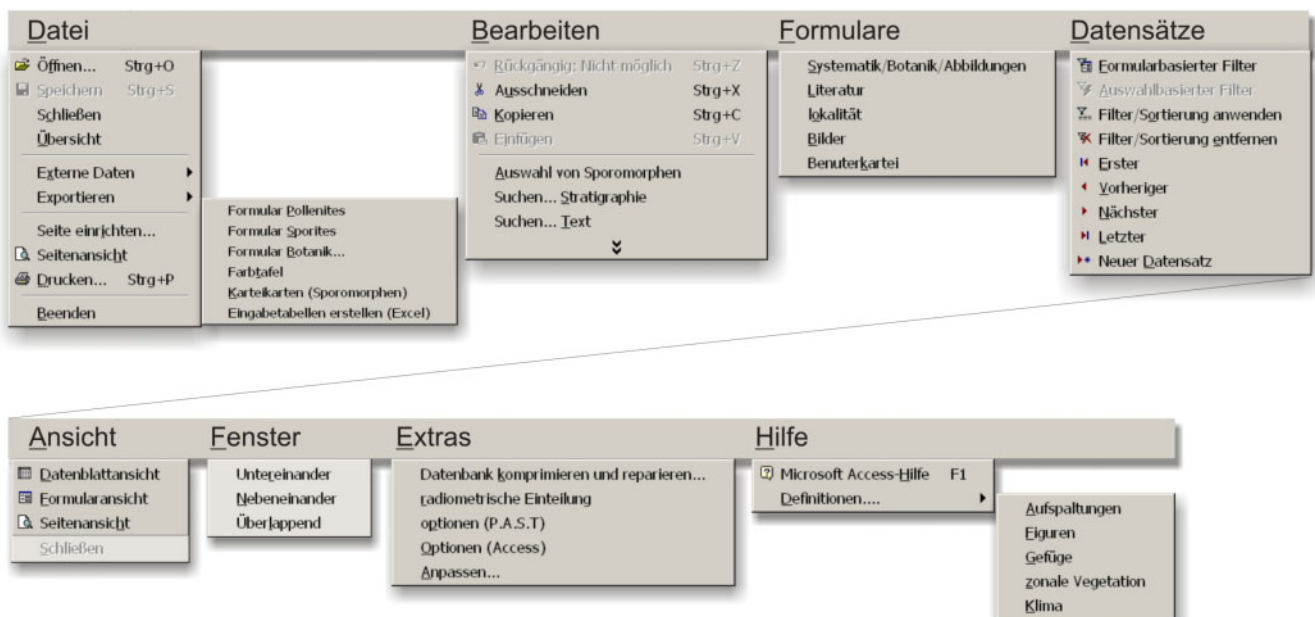 Datei Bearbeiten Formulare Datensätze
Öffnen... Strg+O
Speichern Strg+S
Schließen
Übersicht
Externe Daten
Exportieren
Seite einrichten...
Seitenansicht
Drucken... Strg+P
Beenden
Formular Pollenites
Formular Sporites
Formular Botanik...
Farbtafel
Karteikarten (Sporomorphen)
Eingabetabellen erstellen (Excel)
Rückgängig: Nicht möglich Strg+Z
Ausschneiden Strg+X
Kopieren Strg+C
Einfügen Strg+V
Auswahl von Sporomorphen
Suchen... Stratigraphie
Suchen... Text
Systematik/Botanik/Abbildungen
Literatur
lokalität
Bilder
Benuterkartei
Formularbasierter Filter
Auswahlbasierter Filter
Filter/Sortierung anwenden
Filter/Sortierung entfernen
Erster
Vorheriger
Nächster
Letzter
Neuer Datensatz
Ansicht Fenster Extras Hilfe
Datenblattansicht
Formularansicht
Seitenansicht
Schließen
Untereinander
Nebeneinander
Überlappend
Datenbank komprimieren und reparieren...
radiometrische Einteilung
optionen (P.A.S.T)
Optionen (Access)
Anpassen...
Microsoft Access-Hilfe F1
Definitionen....
Aufspaltungen
Figuren
Gefüge
zonale Vegetation
Klima